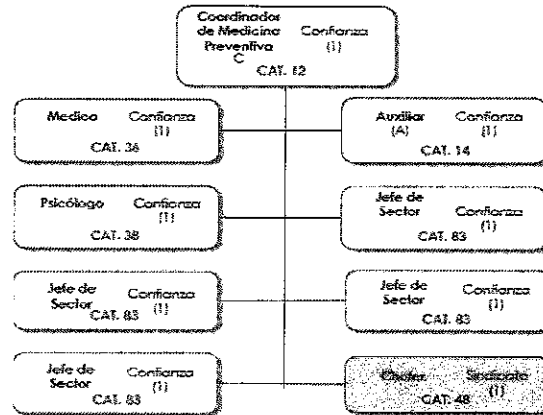 Coordinador
de Medicina Confianza
Preventiva (1)
C
CAT. 12
Medico Confianza
(1)
CAT. 36
Auxiliar Confianza
(A) (1)
CAT. 14
Psicólogo Confianza
(1)
CAT. 38
Jefe de
Sector Confianza
(1)
CAT. 83
Jefe de
Sector Confianza
(1)
CAT. 83
Jefe de
Sector Confianza
(1)
CAT. 83
Jefe de
Sector Confianza
(1)
CAT. 83
Chofer Sindicato
(1)
CAT. 48